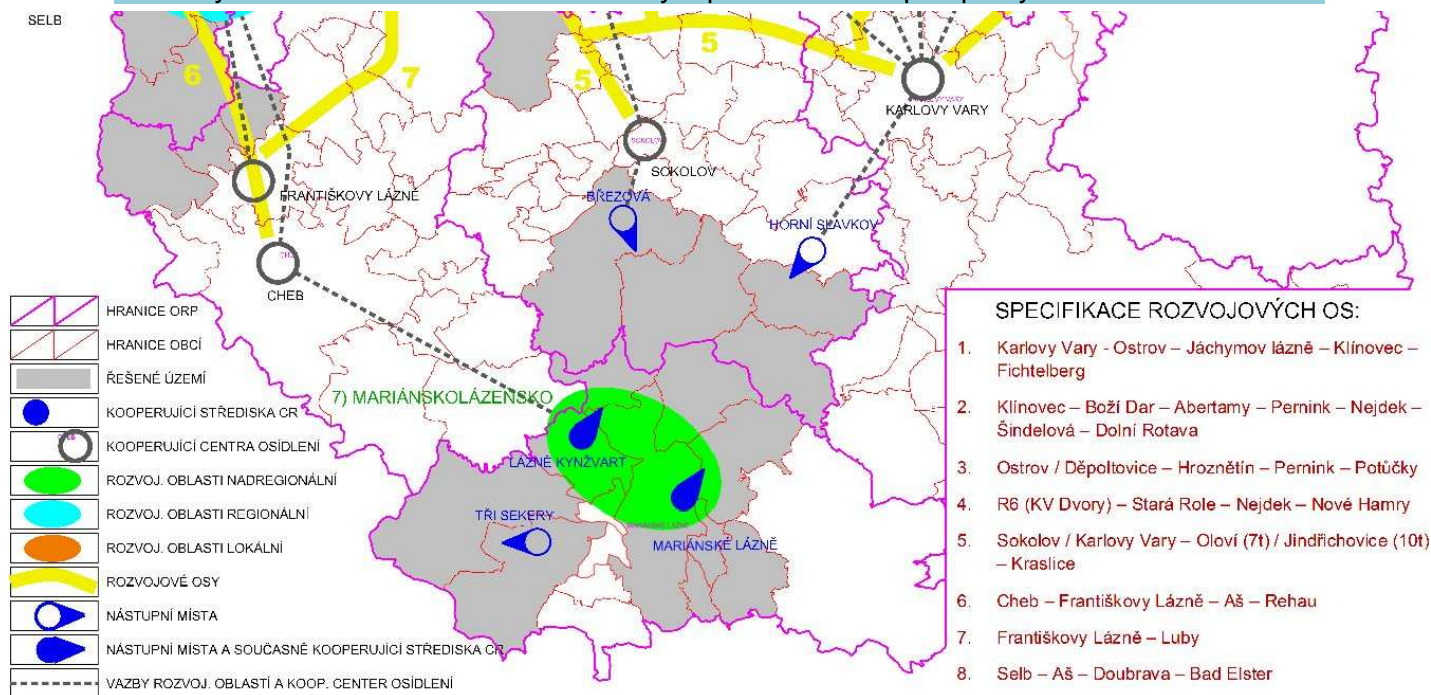 SELB
6
7
5
5
KARLOVY VARY
SOKOLOV
SOKOLOV
FRANTIŠKOVY LÁZNĚ
BŘEZOVÁ
HORNÍ SLAVKOV
CHEB
7) MARIÁNSKOLÁZEŇSKO
LÁZNĚ KYNŽVART
TŘI SEKERY
MARIÁNSKÉ LÁZNĚ
MARIÁNSKÉ LÁZNĚ
HRANICE ORP
HRANICE OBCÍ
ŘEŠENÉ ÚZEMÍ
KOOPERUJÍCÍ STŘEDISKA CR
KOOPERUJÍCÍ CENTRA OSÍDLENÍ
ROZVOJ. OBLASTI NADREGIONÁLNÍ
ROZVOJ. OBLASTI REGIONÁLNÍ
ROZVOJ. OBLASTI LOKÁLNÍ
ROZVOJOVÉ OSY
NÁSTUPNÍ MÍSTA
NÁSTUPNÍ MÍSTA A SOUČASNĚ KOOPERUJÍCÍ STŘEDISKA CR
VAZBY ROZVOJ. OBLASTÍ A KOOP. CENTER OSÍDLENÍ
SPECIFIKACE ROZVOJOVÝCH OS:
1. Karlovy Vary - Ostrov – Jáchymov lázně – Klínovec –
Fichtelberg
2. Klínovec – Boží Dar – Abertamy – Pernink – Nejdek –
Šindelová – Dolní Rotava
3. Ostrov / Děpoltovice – Hroznětín – Pernink – Potůčky
4. R6 (KV Dvory) – Stará Role – Nejdek – Nové Hamry
5. Sokolov / Karlovy Vary – Oloví (7t) / Jindřichovice (10t)
– Kraslice
6. Cheb – Františkovy Lázně – Aš – Rehau
7. Františkovy Lázně – Luby
8. Selb – Aš – Doubrava – Bad Elster